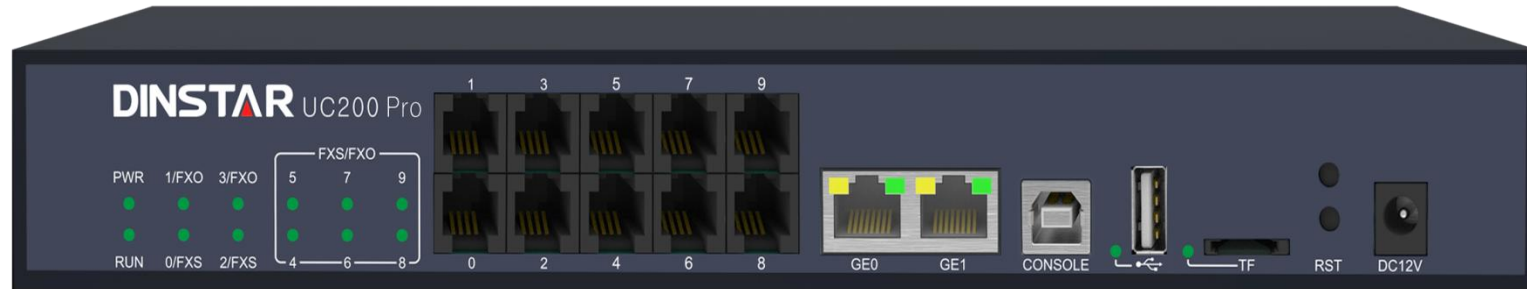 DINSTAR UC200 Pro
FXS/FXO
PWR 1/FXO 3/FXO 5 7 9
RUN 0/FXS 2/FXS 4 6 8
1 3 5 7 9
0 2 4 6 8
GE0 GE1 CONSOLE TF RST DC12V